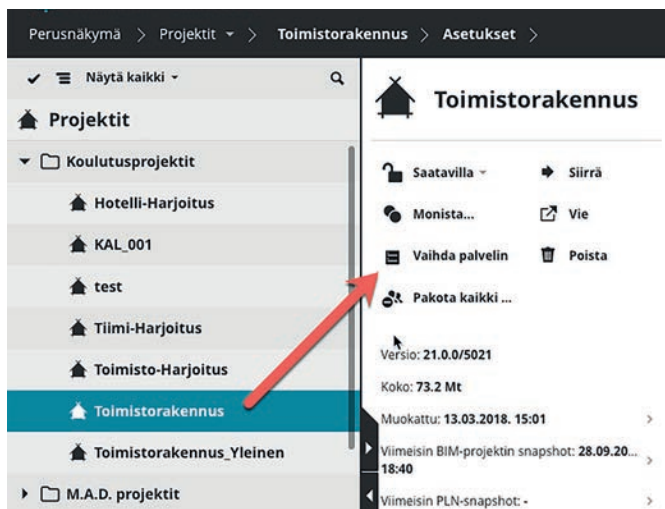 Perusnäkymä > Projektit > Toimistorakennus > Asetukset >
Näytä kaikki
Projektit
Koulutusprojektit
Hotelli-Harjoitus
KAL_001
test
Tiimi-Harjoitus
Toimisto-Harjoitus
Toimistorakennus
Toimistorakennus_Yleinen
M.A.D. projektit
Toimistorakennus
Saatavilla
Siirrä
Monista...
Vie
Vaihda palvelin
Poista
Pakota kaikki ...
Versio: 21.0.0/5021
Koko: 73.2 Mt
Muokattu: 13.03.2018. 15:01
Viimeisin BIM-projektin snapshot: 28.09.20...
18:40
Viimeisin PLN-snapshot: -